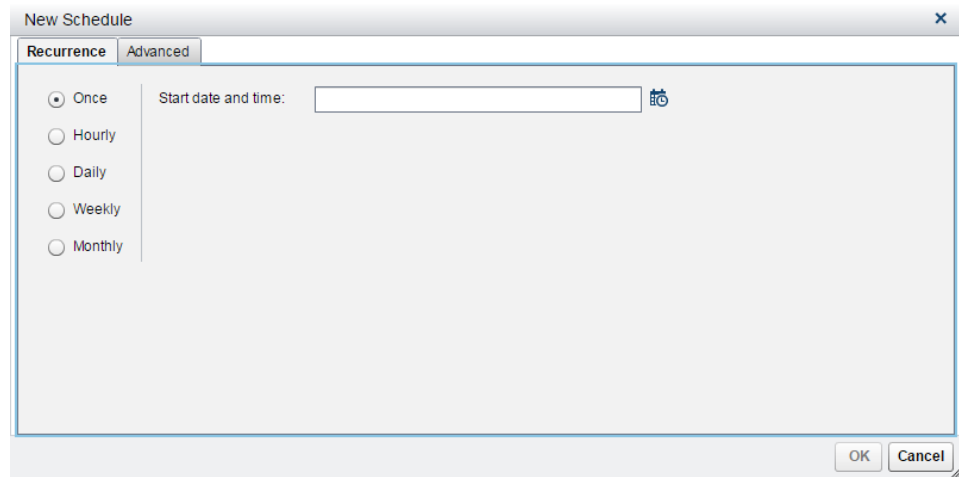 New Schedule
Recurrence Advanced
Once Start date and time:
Hourly
Daily
Weekly
Monthly
OK Cancel